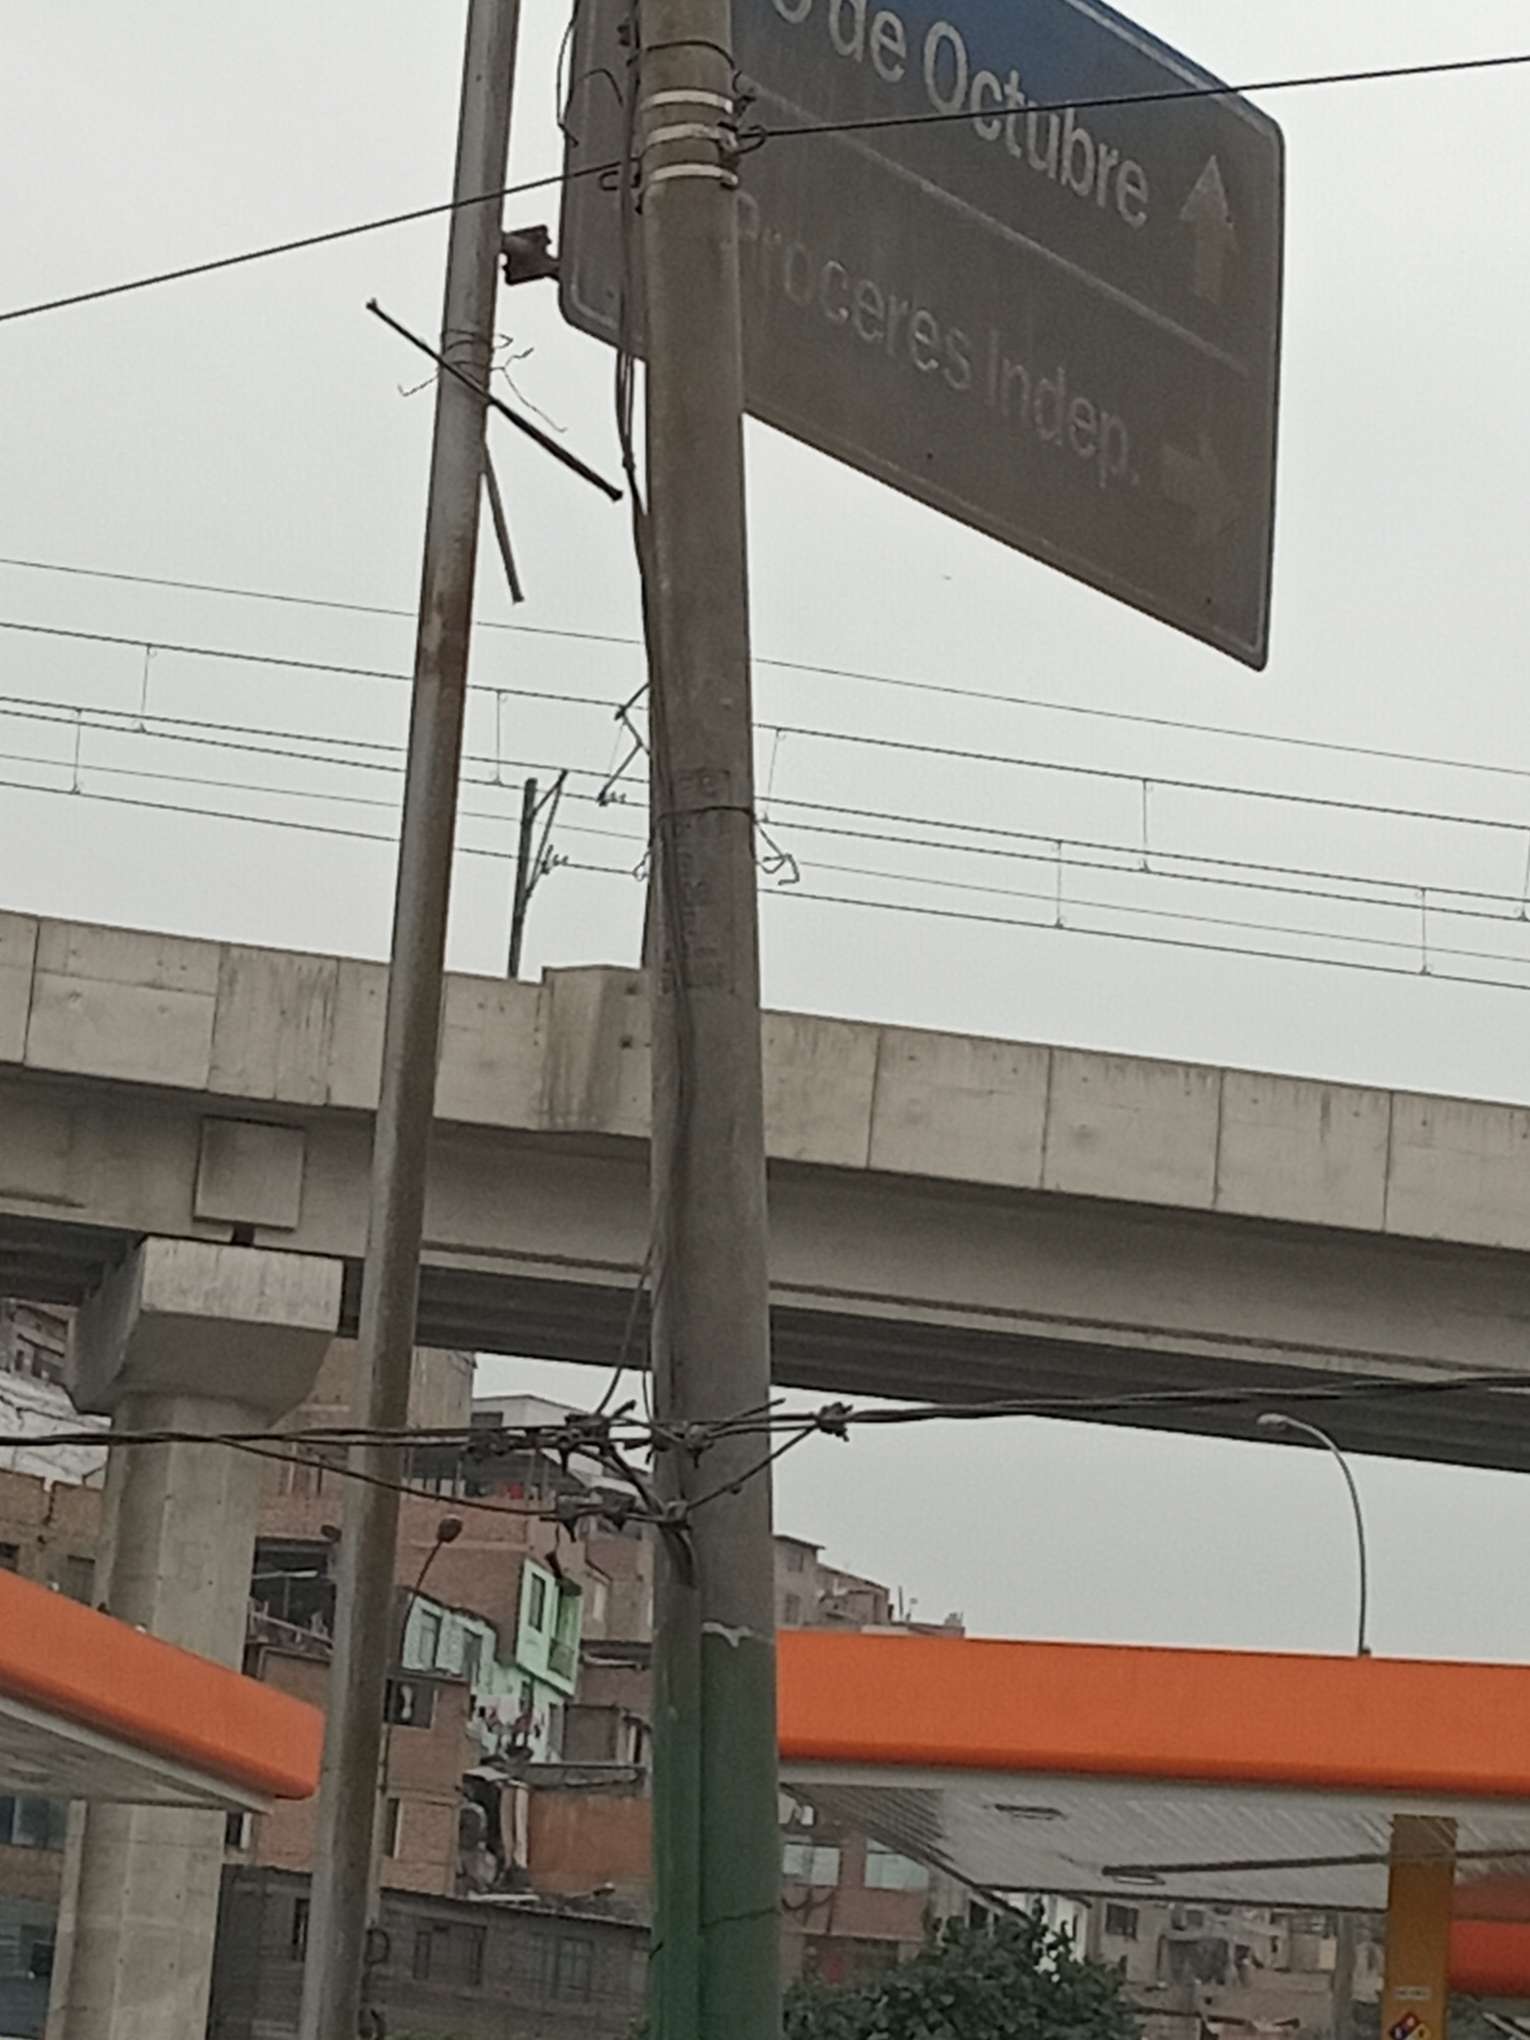 de Octubre
Proceres Indep.